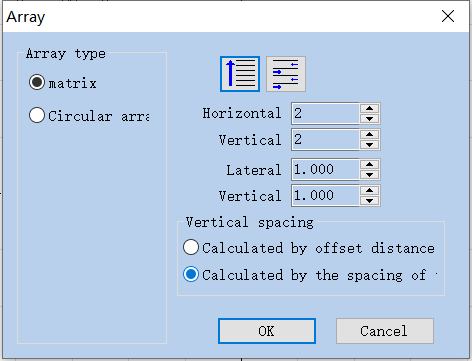 Array
Array type
matrix
Circular arra
Horizontal 2
Vertical 2
Lateral 1.000
Vertical 1.000
Vertical spacing
Calculated by offset distance
Calculated by the spacing of
OK
Cancel